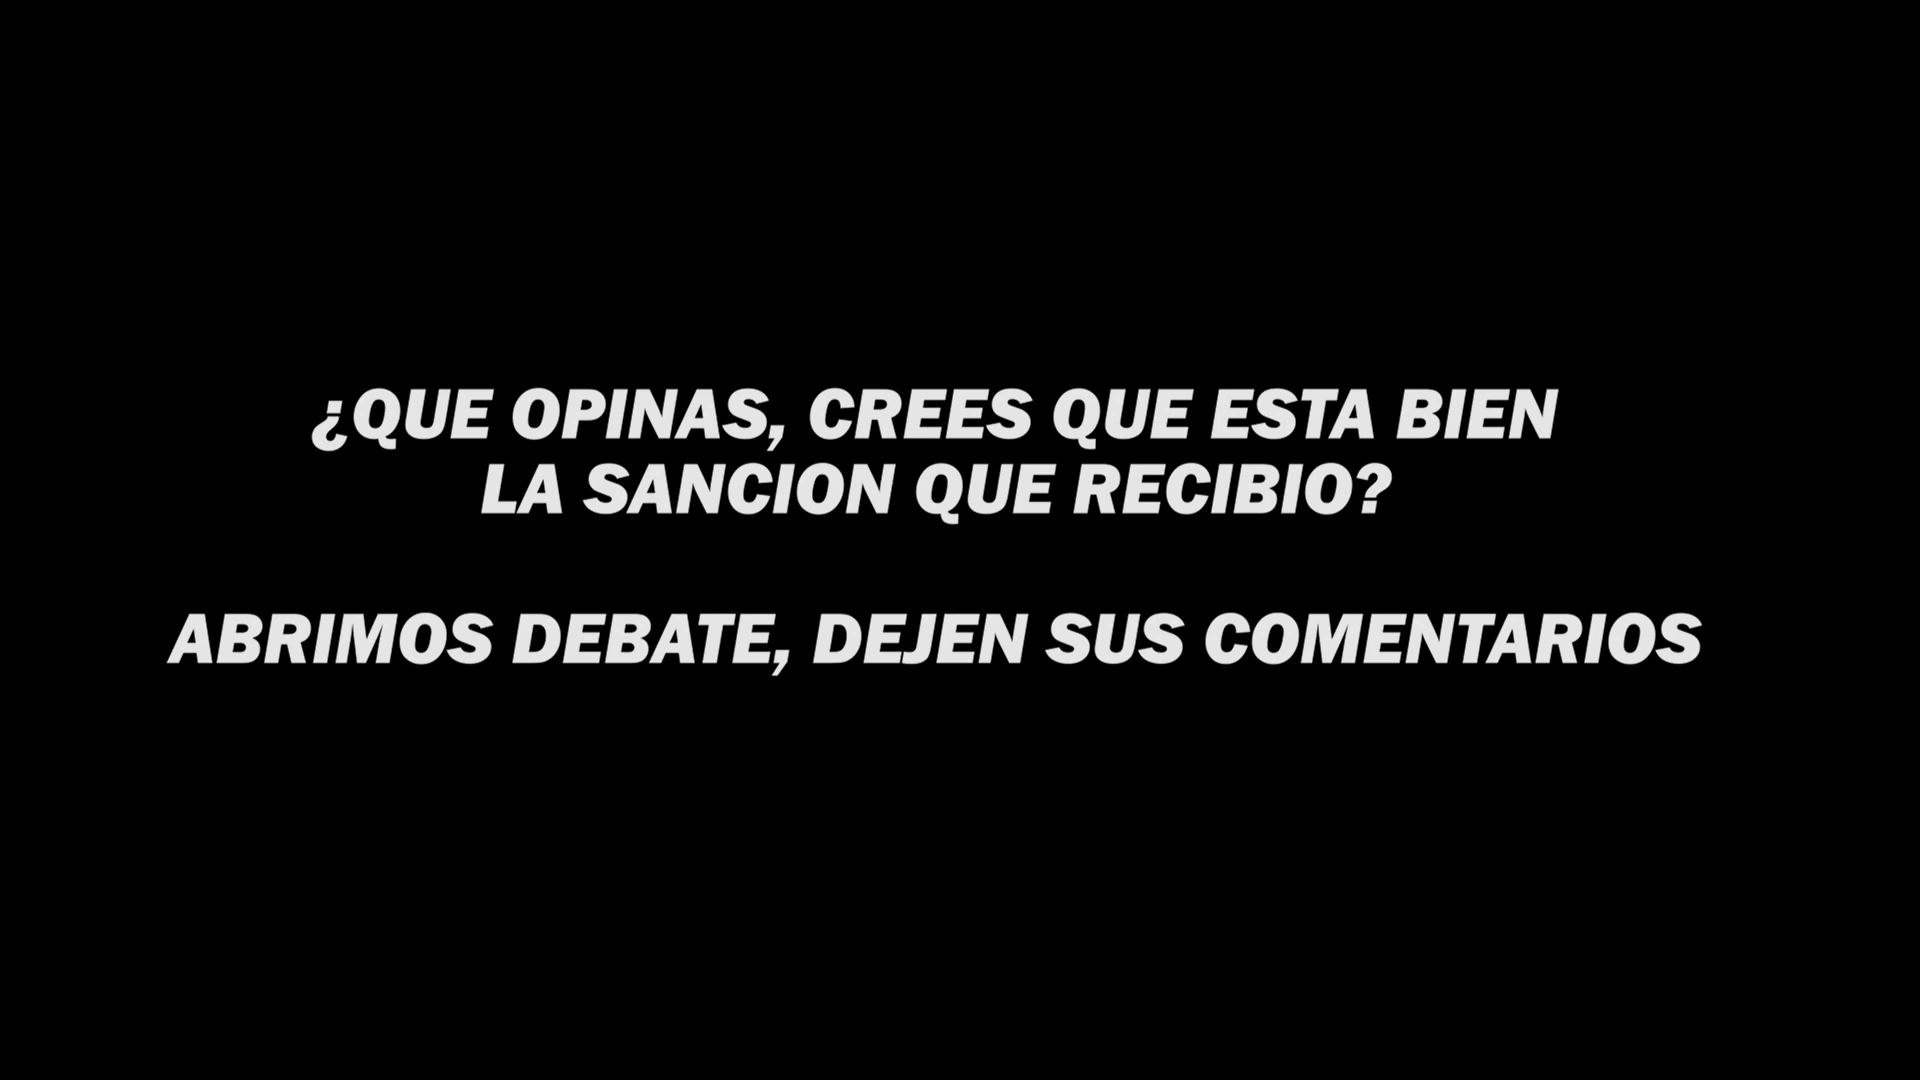 ¿QUE OPINAS, CREES QUE ESTA BIEN
LA SANCION QUE RECIBIO?
ABRIMOS DEBATE, DEJEN SUS COMENTARIOS